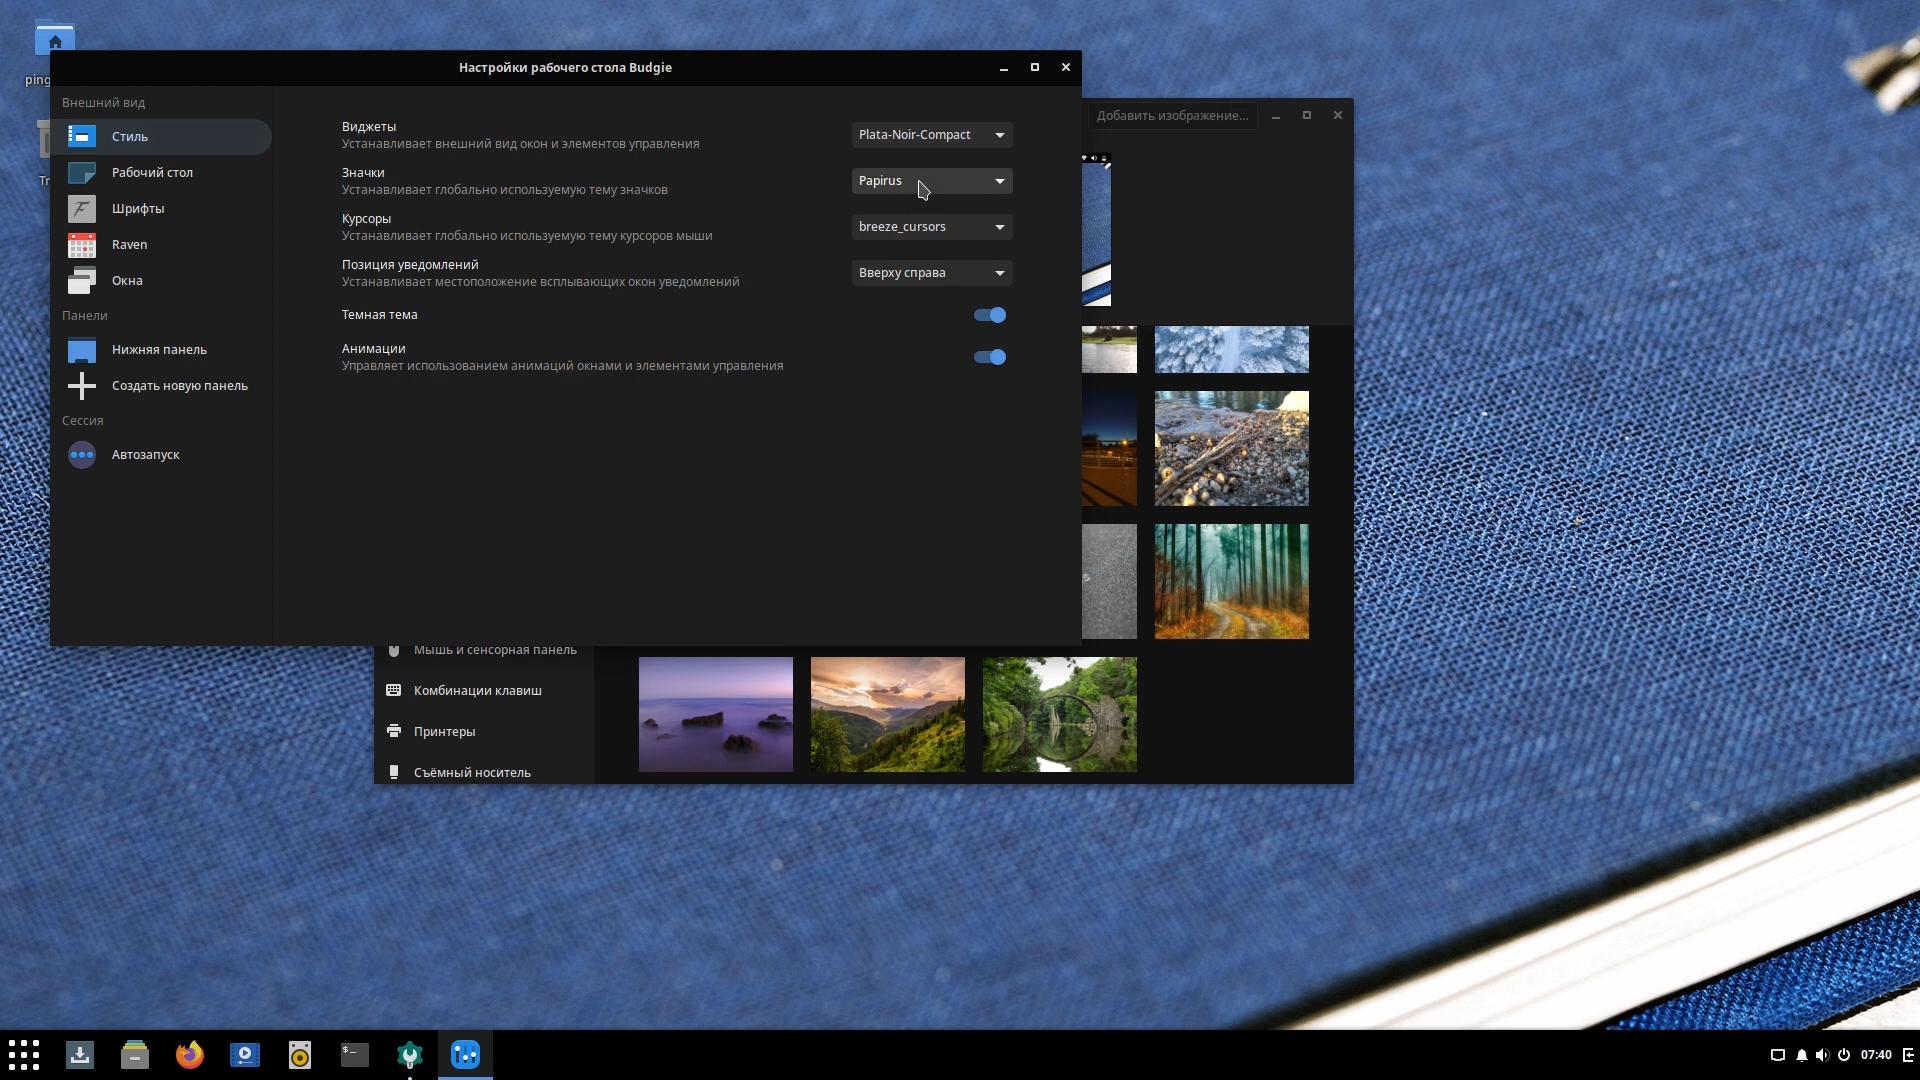 ping
Tr
Настройки рабочего стола Budgie
Внешний вид
Стиль
Рабочий стол
Шрифты
Raven
Окна
Панели
Нижняя панель
Создать новую панель
Сессия
Автозапуск
Виджеты
Устанавливает внешний вид окон и элементов управления
Plata-Noir-Compact
Значки
Устанавливает глобально используемую тему значков
Papirus
Курсоры
Устанавливает глобально используемую тему курсоров мыши
breeze_cursors
Позиция уведомлений
Устанавливает местоположение всплывающих окон уведомлений
Вверху справа
Темная тема
Анимации
Управляет использованием анимаций окнами и элементами управления
Добавить изображение...
Мышь и сенсорная панель
Комбинации клавиш
Принтеры
Съёмный носитель
07:40